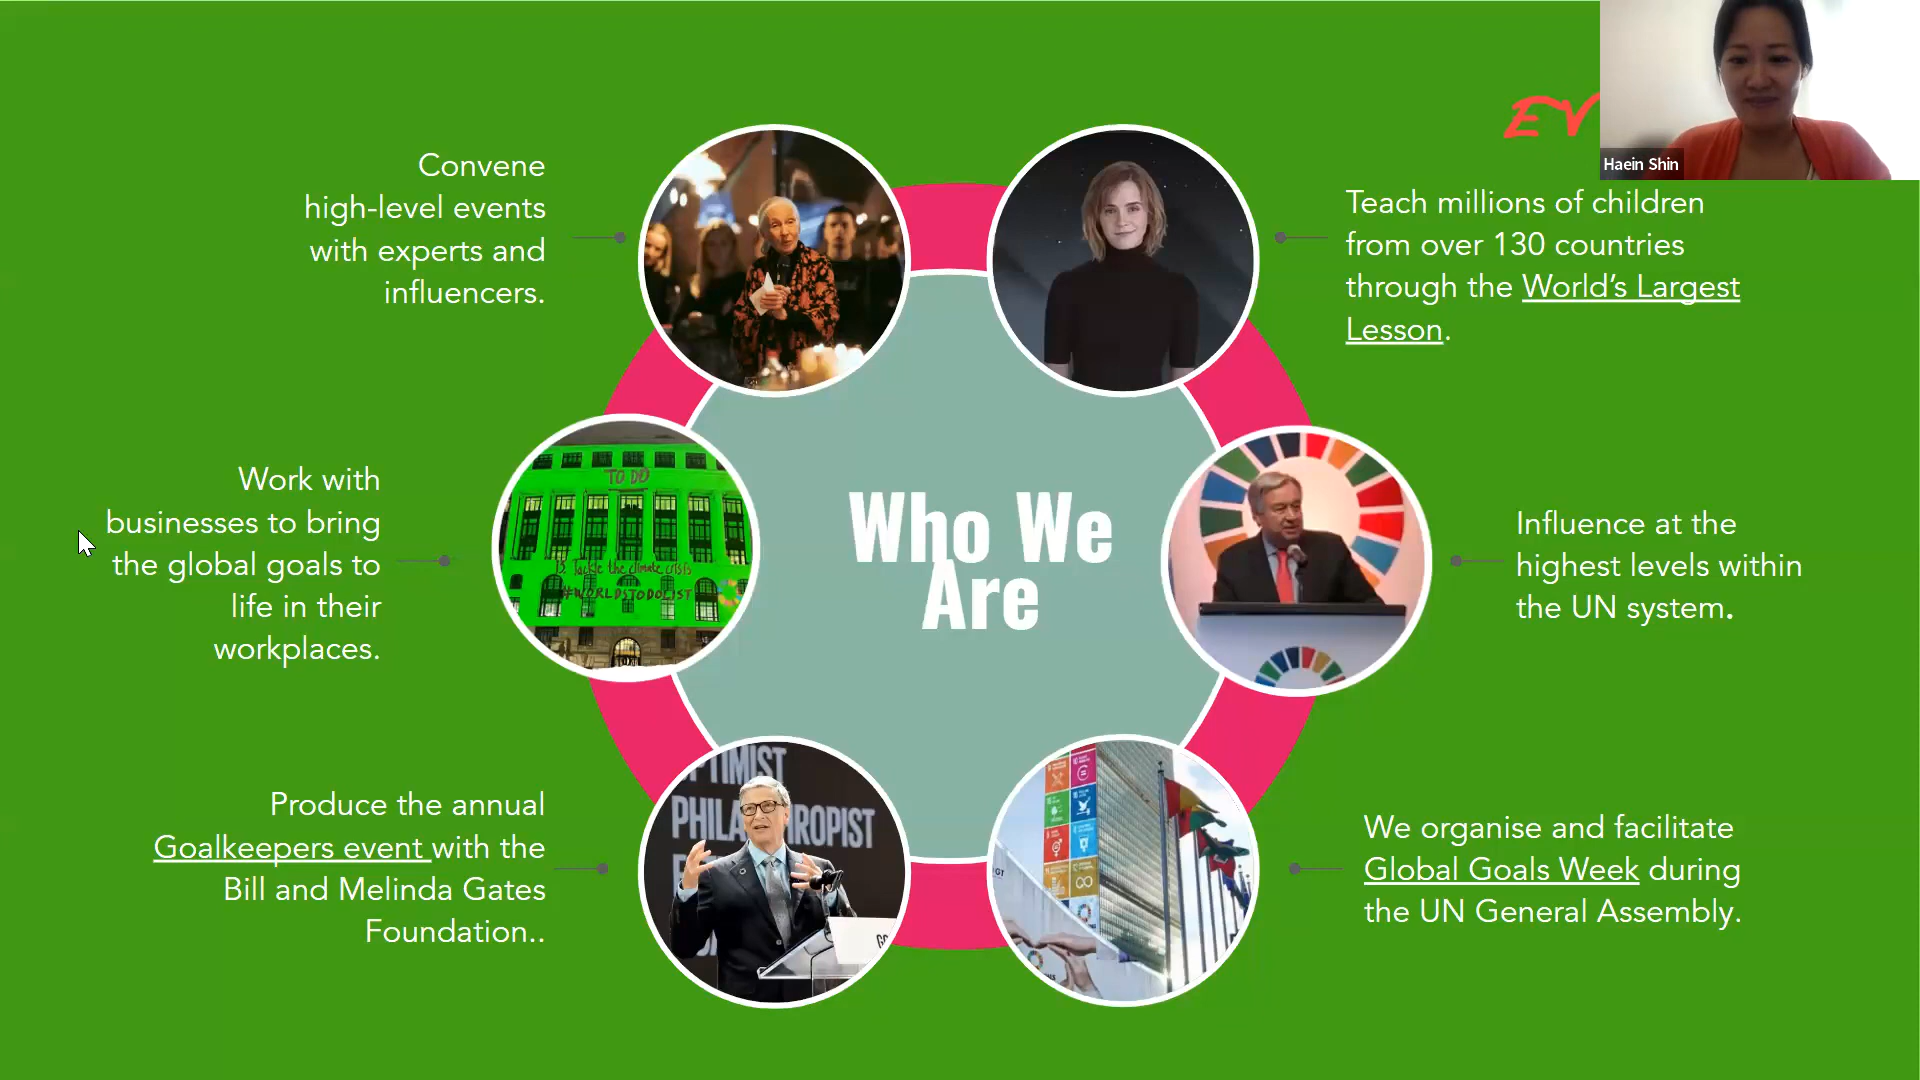 EV
Haein Shin
Convene
high-level events
with experts and
influencers.
Teach millions of children
from over 130 countries
through the World's Largest
Lesson.
Work with
businesses to bring
the global goals to
life in their
workplaces.
TO DO
13. Tackle the climate crisis
#WORLDSTODOLIST
Who We
Are
Influence at the
highest levels within
the UN system.
Produce the annual
Goalkeepers event with the
Bill and Melinda Gates
Foundation..
PTIMIST
PHILA HROPIST
GO
We organise and facilitate
Global Goals Week during
the UN General Assembly.